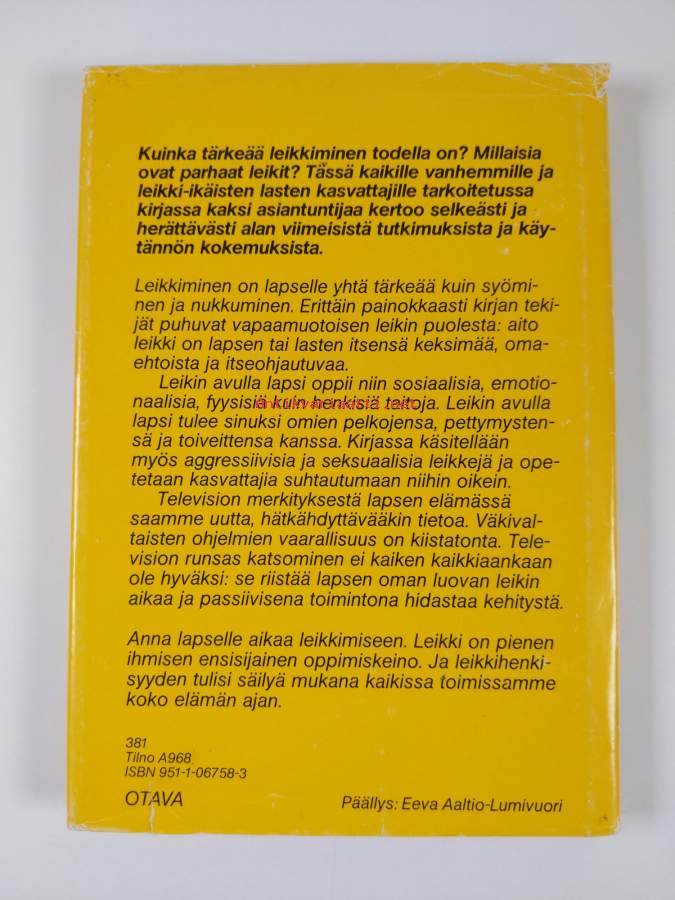 Kuinka tärkeää leikkiminen todella on? Millaisia
ovat parhaat leikit? Tässä kaikille vanhemmille ja
leikki-ikäisten lasten kasvattajille tarkoitetussa
kirjassa kaksi asiantuntijaa kertoo selkeästi ja
herättävästi alan viimeisistä tutkimuksista ja käy-
tännön kokemuksista.
Leikkiminen on lapselle yhtä tärkeää kuin syömi-
nen ja nukkuminen. Erittäin painokkaasti kirjan teki-
jät puhuvat vapaamuotoisen leikin puolesta: aito
leikki on lapsen tai lasten itsensä keksimää, oma-
ehtoista ja itseohjautuvaa.
Leikin avulla lapsi oppii niin sosiaalisia, emotio-
naalisia, fyysisiä kuin henkisiä taitoja. Leikin avulla
lapsi tulee sinuksi omien pelkojensa, pettymysten-
sä ja toiveittensa kanssa. Kirjassa käsitellään
myös aggressiivisia ja seksuaalisia leikkejä ja ope-
tetaan kasvattajia suhtautumaan niihin oikein.
Television merkityksestä lapsen elämässä
saamme uutta, hätkähdyttävääkin tietoa. Väkival-
taisten ohjelmien vaarallisuus on kiistatonta. Tele-
vision runsas katsominen ei kaiken kaikkiaankaan
ole hyväksi: se riistää lapsen oman luovan leikin
aikaa ja passiivisena toimintona hidastaa kehitystä.
Anna lapselle aikaa leikkimiseen. Leikki on pienen
ihmisen ensisijainen oppimiskeino. Ja leikkihenki-
syyden tulisi säilyä mukana kaikissa toimissamme
koko elämän ajan.
381
Tilno A968
ISBN 951-1-06758-3
OTAVA
Päällys: Eeva Aaltio-Lumivuori